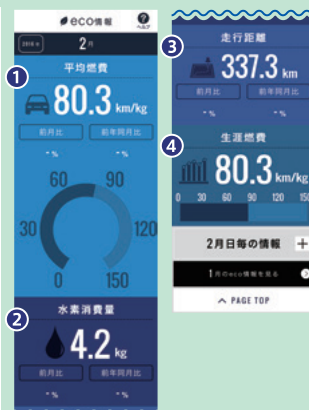 eco情報
?
ヘルプ
2016年
2月
1
平均燃費
80.3 km/kg
前月比
前年同月比
-%
-%
60
90
30
120
0
150
2
水素消費量
4.2 kg
前月比
前年同月比
-%
-%
3
走行距離
337.3 km
前月比
前年同月比
-%
-%
4
生涯燃費
80.3 km/kg
0 30 60 90 120 150
2月日毎の情報 +
1月のeco情報を見る
PAGE TOP